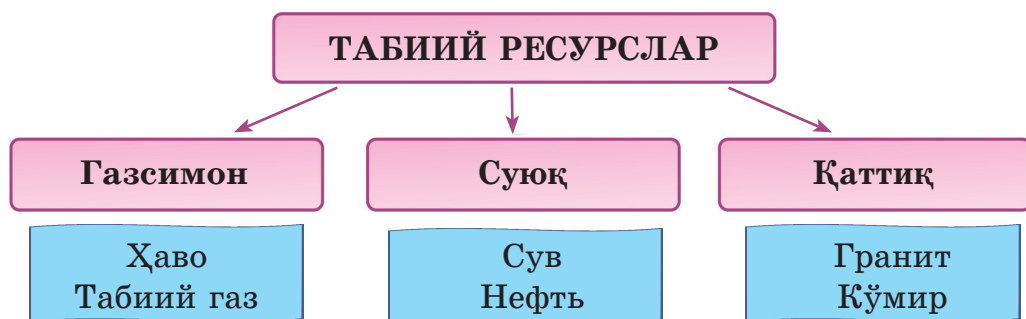 ТАБИИЙ РЕСУРСЛАР
Газсимон
Суюқ
Қаттиқ
Ҳаво
Табиий газ
Сув
Нефть
Гранит
Кўмир